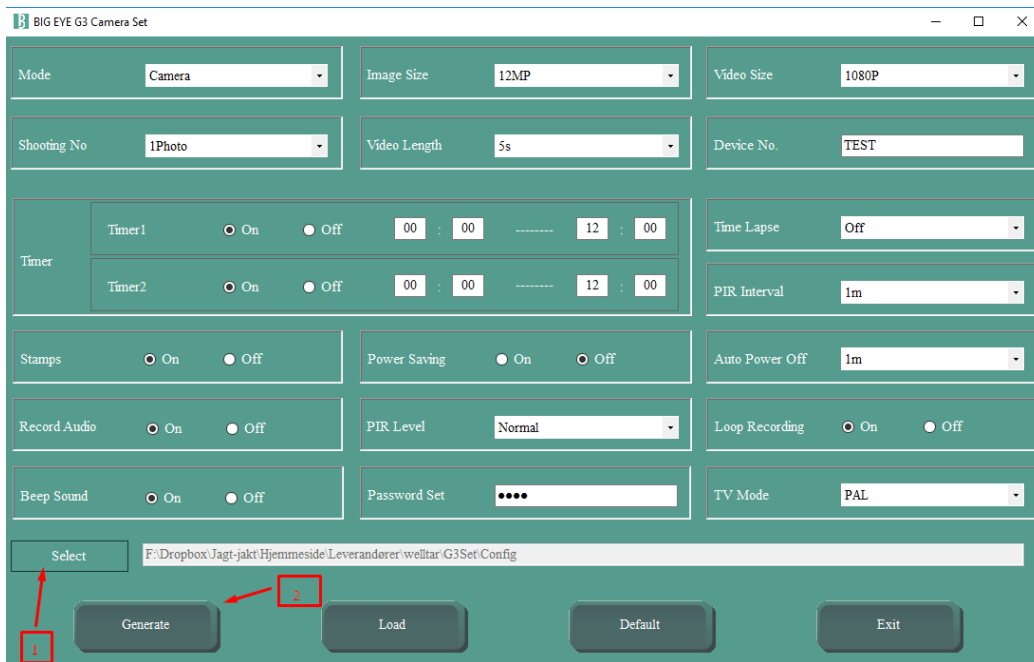 BIG EYE G3 Camera Set
Mode Camera Image Size 12MP Video Size 1080P
Shooting No 1Photo Video Length 5s Device No. TEST
Timer
Timer1 On Off 00 : 00 -------- 12 : 00
Timer2 On Off 00 : 00 -------- 12 : 00
Time Lapse Off
PIR Interval 1m
Stamps On Off Power Saving On Off Auto Power Off 1m
Record Audio On Off PIR Level Normal Loop Recording On Off
Beep Sound On Off Password Set •••• TV Mode PAL
Select F:\Dropbox\Jagt-jakt\Hjemmeside\Leverandører\welltar\G3Set\Config
2
Generate Load Default Exit
1